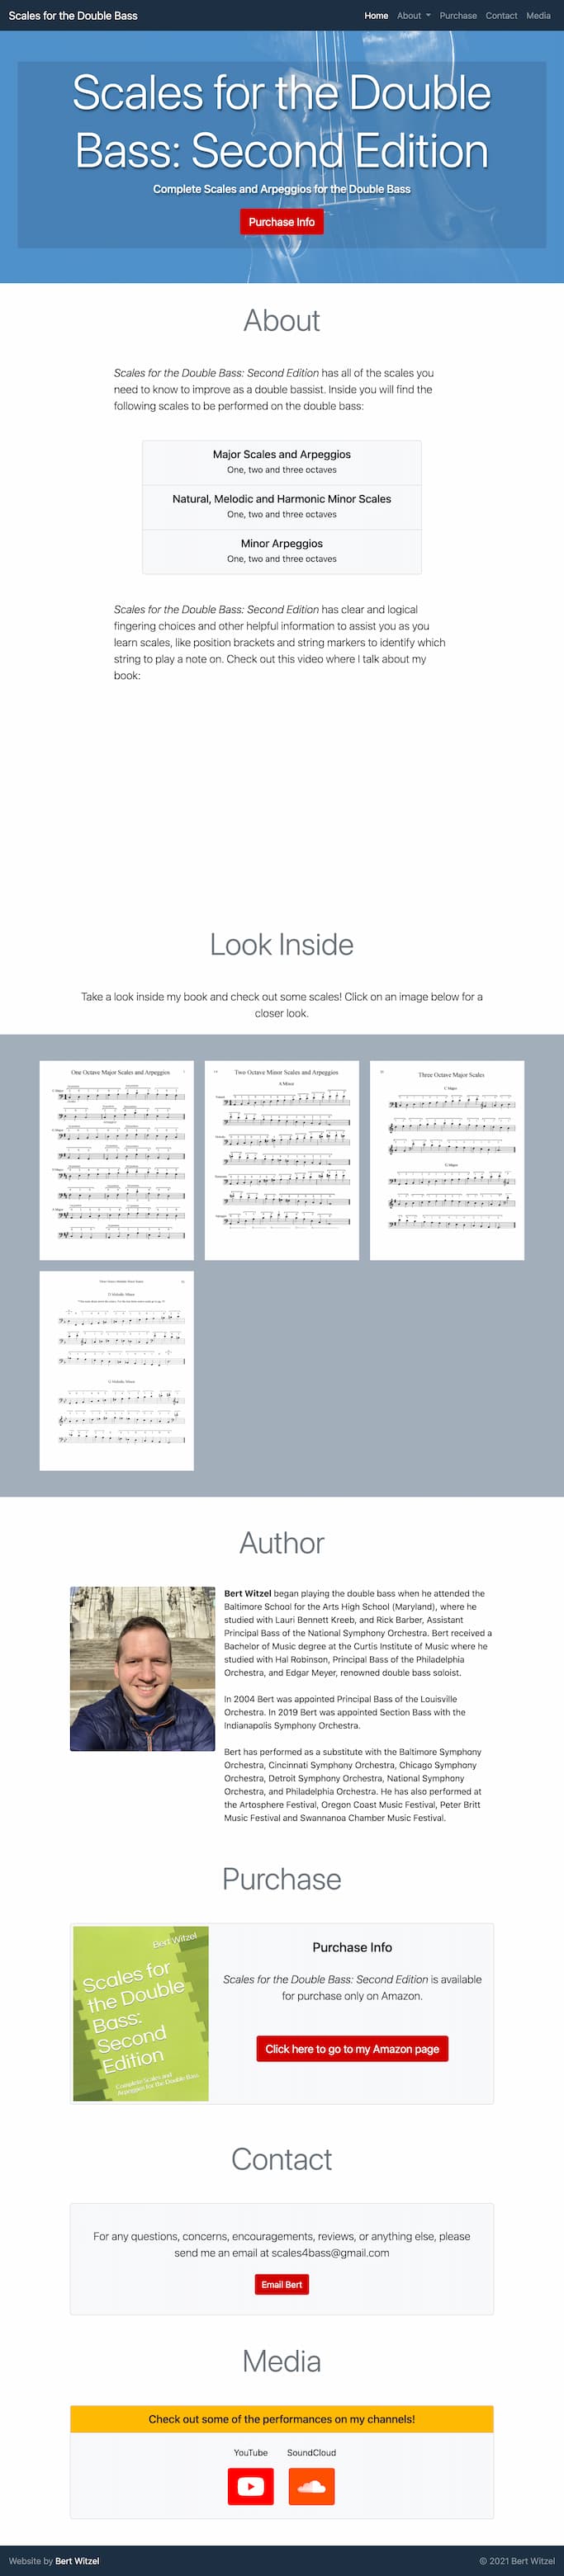 Scales for the Double Bass
Home About Purchase Contact Media
Scales for the Double
Bass: Second Edition
Complete Scales and Arpeggios for the Double Bass
Purchase Info
About
Scales for the Double Bass: Second Edition has all of the scales you
need to know to improve as a double bassist. Inside you will find the
following scales to be performed on the double bass:
Major Scales and Arpeggios
One, two and three octaves
Natural, Melodic and Harmonic Minor Scales
One, two and three octaves
Minor Arpeggios
One, two and three octaves
Scales for the Double Bass: Second Edition has clear and logical
fingering choices and other helpful information to assist you as you
learn scales, like position brackets and string markers to identify which
string to play a note on. Check out this video where I talk about my
book:
Look Inside
Take a look inside my book and check out some scales! Click on an image below for a
closer look.
One Octave Major Scales and Arpeggios
Two Octave Minor Scales and Arpeggios
A Minor
Three Octave Major Scales
C Major
G Major
Author
Bert Witzel began playing the double bass when he attended the
Baltimore School for the Arts High School (Maryland), where he
studied with Lauri Bennett Kreeb, and Rick Barber, Assistant
Principal Bass of the National Symphony Orchestra. Bert received a
Bachelor of Music degree at the Curtis Institute of Music where he
studied with Hal Robinson, Principal Bass of the Philadelphia
Orchestra, and Edgar Meyer, renowned double bass soloist.
In 2004 Bert was appointed Principal Bass of the Louisville
Orchestra. In 2019 Bert was appointed Section Bass with the
Indianapolis Symphony Orchestra.
Bert has performed as a substitute with the Baltimore Symphony
Orchestra, Cincinnati Symphony Orchestra, Chicago Symphony
Orchestra, Detroit Symphony Orchestra, National Symphony
Orchestra, and Philadelphia Orchestra. He has also performed at
the Artosphere Festival, Oregon Coast Music Festival, Peter Britt
Music Festival and Swannanoa Chamber Music Festival.
Purchase
Bert Witzel
Scales for
the Double
Bass:
Second
Edition
Complete Scales and
Arpeggios for the Double Bass
Purchase Info
Scales for the Double Bass: Second Edition is available
for purchase only on Amazon.
Click here to go to my Amazon page
Contact
For any questions, concerns, encouragements, reviews, or anything else, please
send me an email at scales4bass@gmail.com
Email Bert
Media
Check out some of the performances on my channels!
YouTube SoundCloud
Website by Bert Witzel
© 2021 Bert Witzel